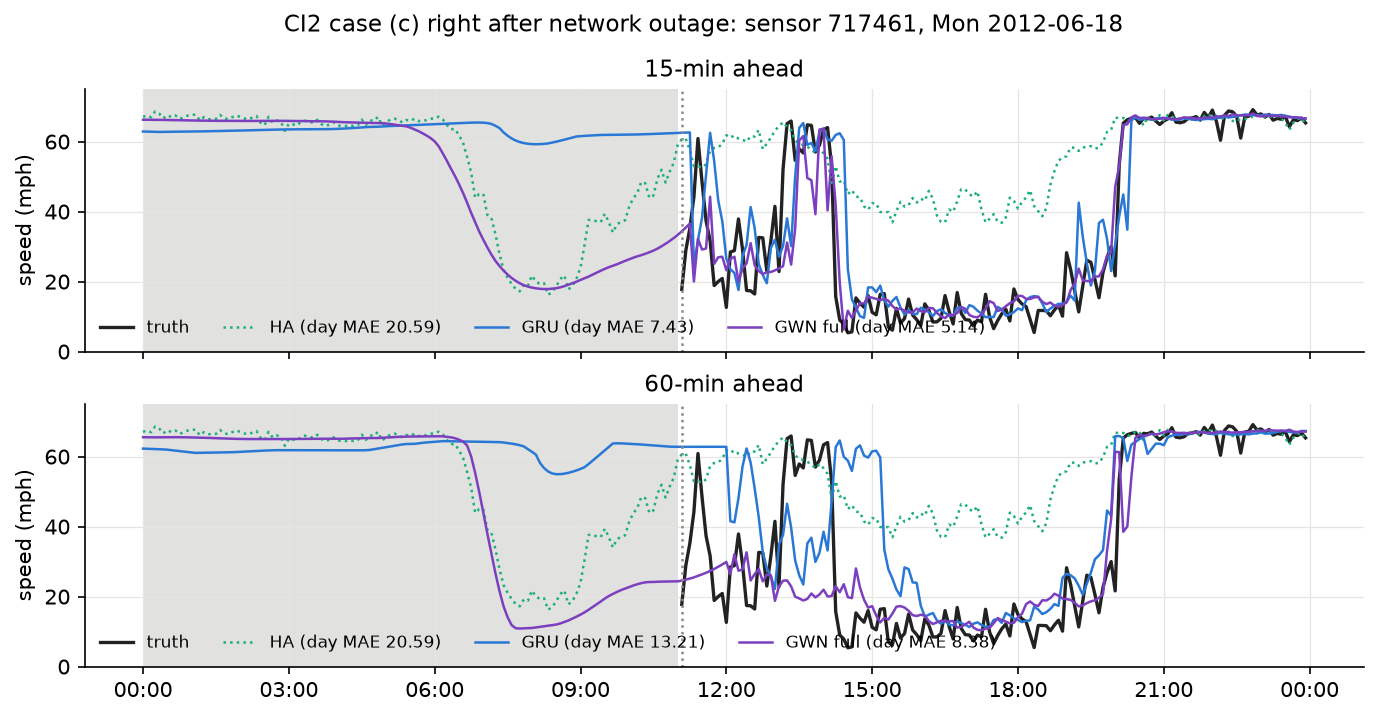 CI2 case (c) right after network outage: sensor 717461, Mon 2012-06-18
15-min ahead
speed (mph)
60
40
20
0
truth
HA (day MAE 20.59)
GRU (day MAE 7.43)
GWN full (day MAE 5.14)
60-min ahead
speed (mph)
60
40
20
0
truth
HA (day MAE 20.59)
GRU (day MAE 13.21)
GWN full (day MAE 8.38)
00:00
03:00
06:00
09:00
12:00
15:00
18:00
21:00
00:00